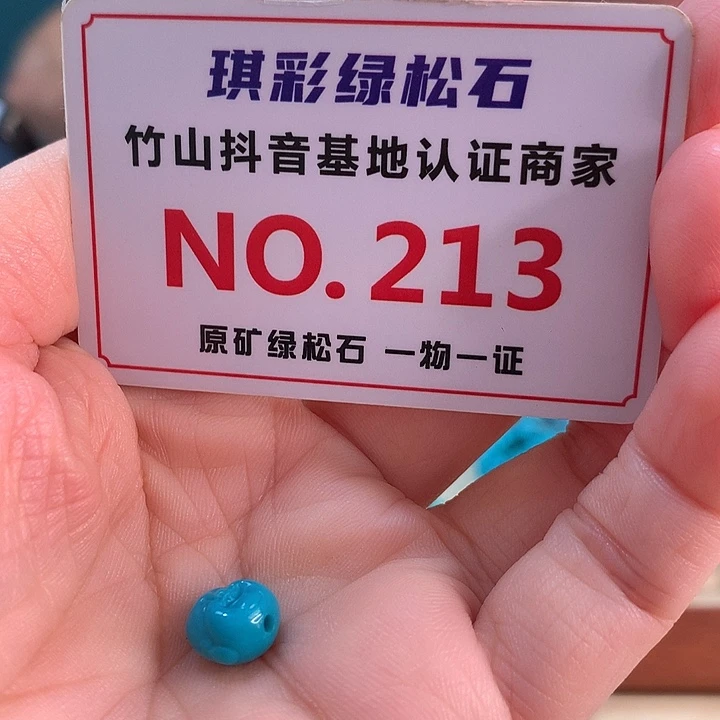 琪彩绿松石
竹山抖音基地认证商家
NO.213
原矿绿松石 一物一证